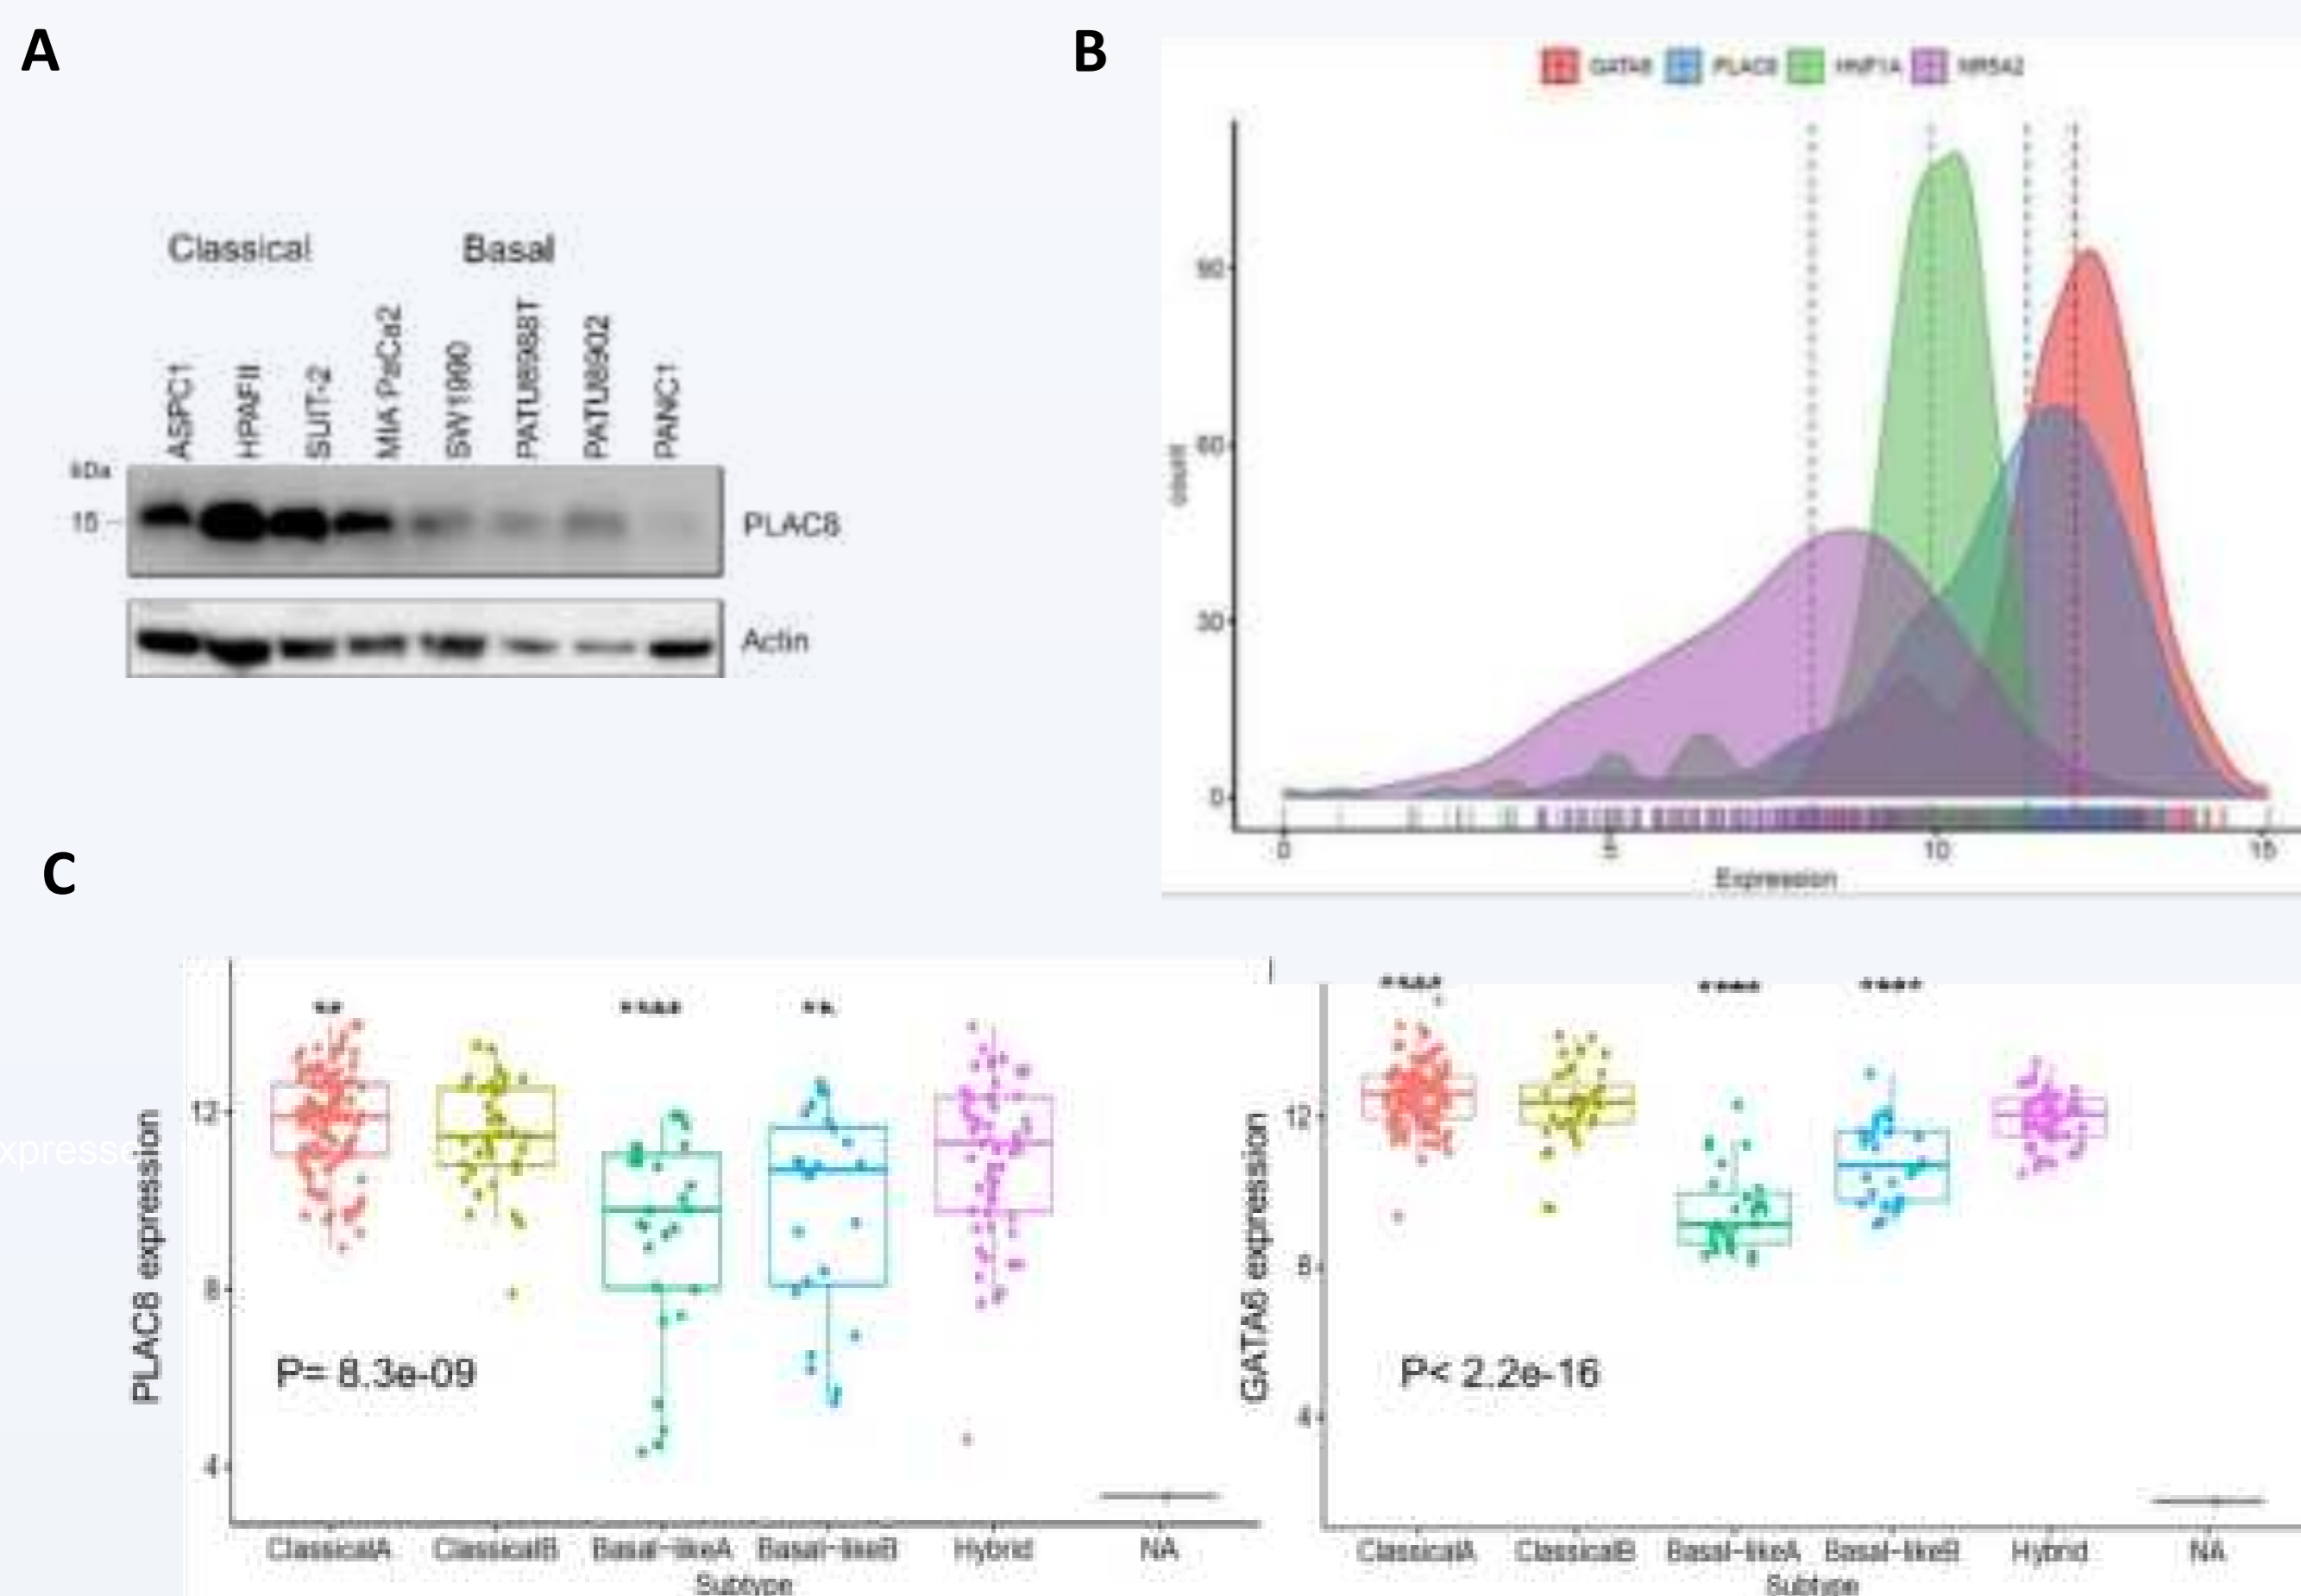 A
B
GATA6 PLAC8 HNF1A NR5A2
Classical Basal
ASPC1
HPAFII
SUIT-2
MIA PaCa2
SW1990
PATU8988T
PATU8902
PANC1
kDa
15
PLAC8
Actin
90
60
30
0
count
0 5 10 15
Expression
C
xpresse
PLAC8 expression
12
8
4
** **** **
P= 8.3e-09
ClassicalA ClassicalB Basal-likeA Basal-likeB Hybrid NA
Subtype
GATA6 expression
12
8
4
**** **** ****
P< 2.2e-16
ClassicalA ClassicalB Basal-likeA Basal-likeB Hybrid NA
Subtype